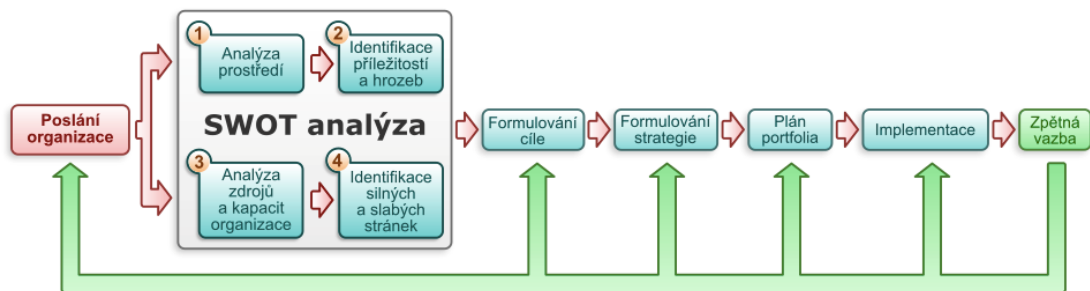 Poslání
organizace
1
Analýza
prostředí
2
Identifikace
příležitostí
a hrozeb
SWOT analýza
3
Analýza
zdrojů
a kapacit
organizace
4
Identifikace
silných
a slabých
stránek
Formulování
cíle
Formulování
strategie
Plán
portfolia
Implementace
Zpětná
vazba